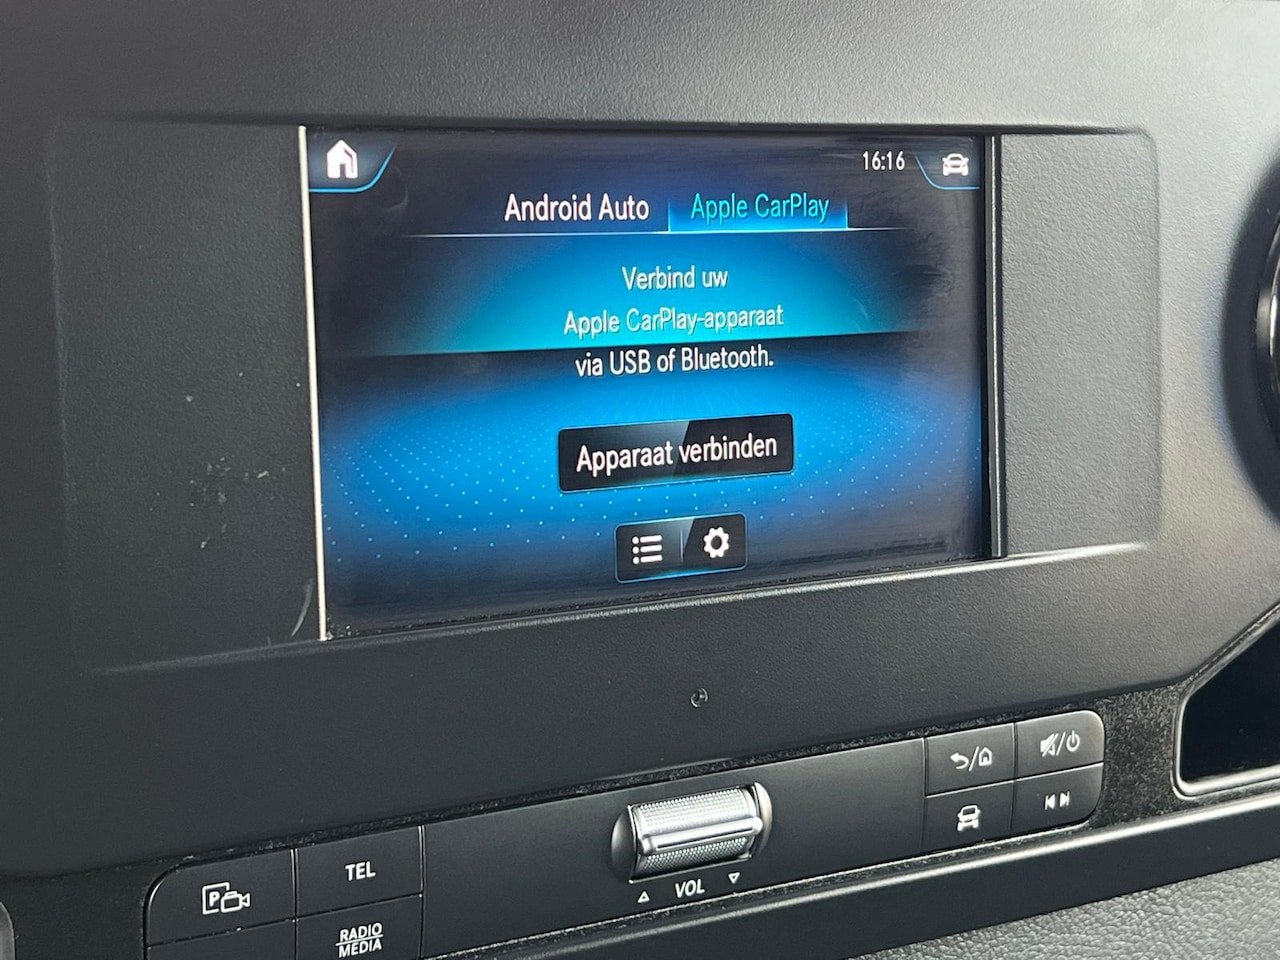 16:16
Android Auto
Apple CarPlay
Verbind uw
Apple CarPlay-apparaat
via USB of Bluetooth.
Apparaat verbinden
P
TEL
VOL
RADIO
MEDIA